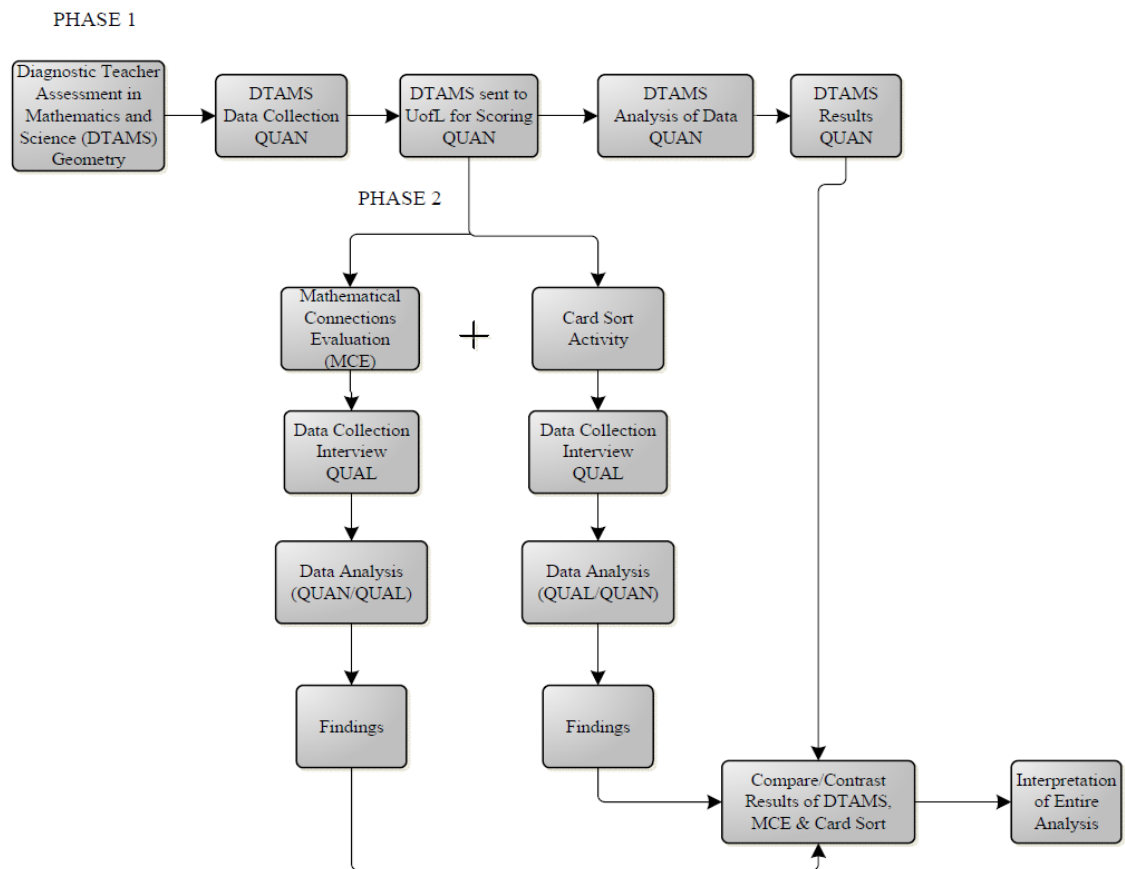 PHASE 1
Diagnostic Teacher
Assessment in
Mathematics and
Science (DTAMS)
Geometry
DTAMS
Data Collection
QUAN
DTAMS sent to
UofL for Scoring
QUAN
DTAMS
Analysis of Data
QUAN
DTAMS
Results
QUAN
PHASE 2
Mathematical
Connections
Evaluation
(MCE)
+
Card Sort
Activity
Data Collection
Interview
QUAL
Data Collection
Interview
QUAL
Data Analysis
(QUAN/QUAL)
Data Analysis
(QUAL/QUAN)
Findings
Findings
Compare/Contrast
Results of DTAMS,
MCE & Card Sort
Interpretation
of Entire
Analysis